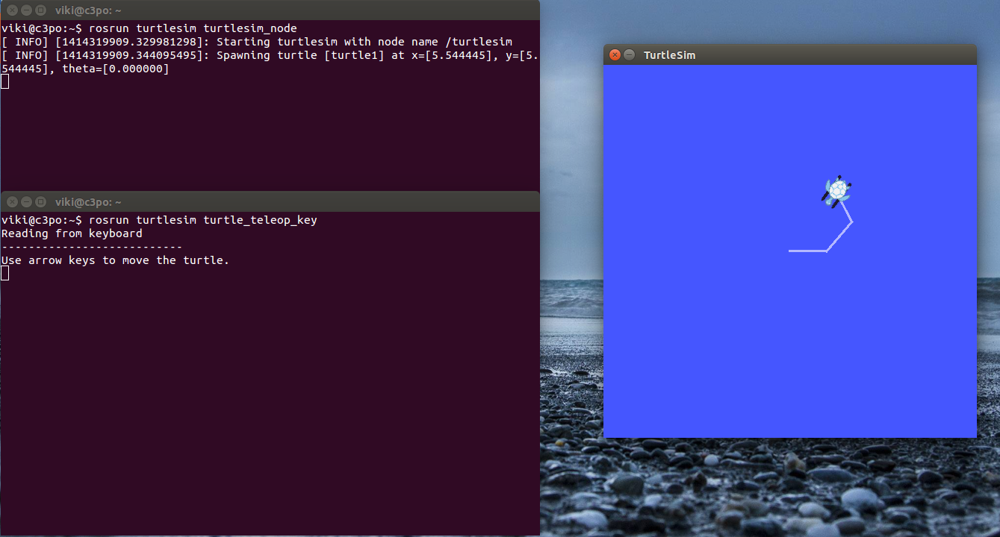 viki@c3po: ~
viki@c3po:~$ rosrun turtlesim turtlesim_node
[ INFO] [1414319909.329981298]: Starting turtlesim with node name /turtlesim
[ INFO] [1414319909.344095495]: Spawning turtle [turtle1] at x=[5.544445], y=[5.
544445], theta=[0.000000]
viki@c3po: ~
viki@c3po:~$ rosrun turtlesim turtle_teleop_key
Reading from keyboard
---------------------------
Use arrow keys to move the turtle.
TurtleSim